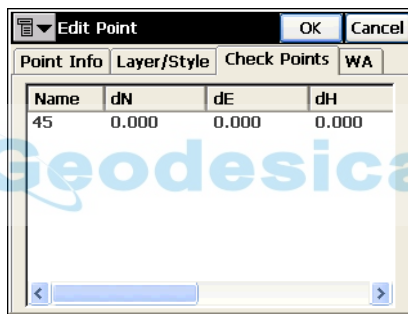 Edit Point OK Cancel
Point Info Layer/Style Check Points WA
Name dN dE dH
45 0.000 0.000 0.000
Geodesica